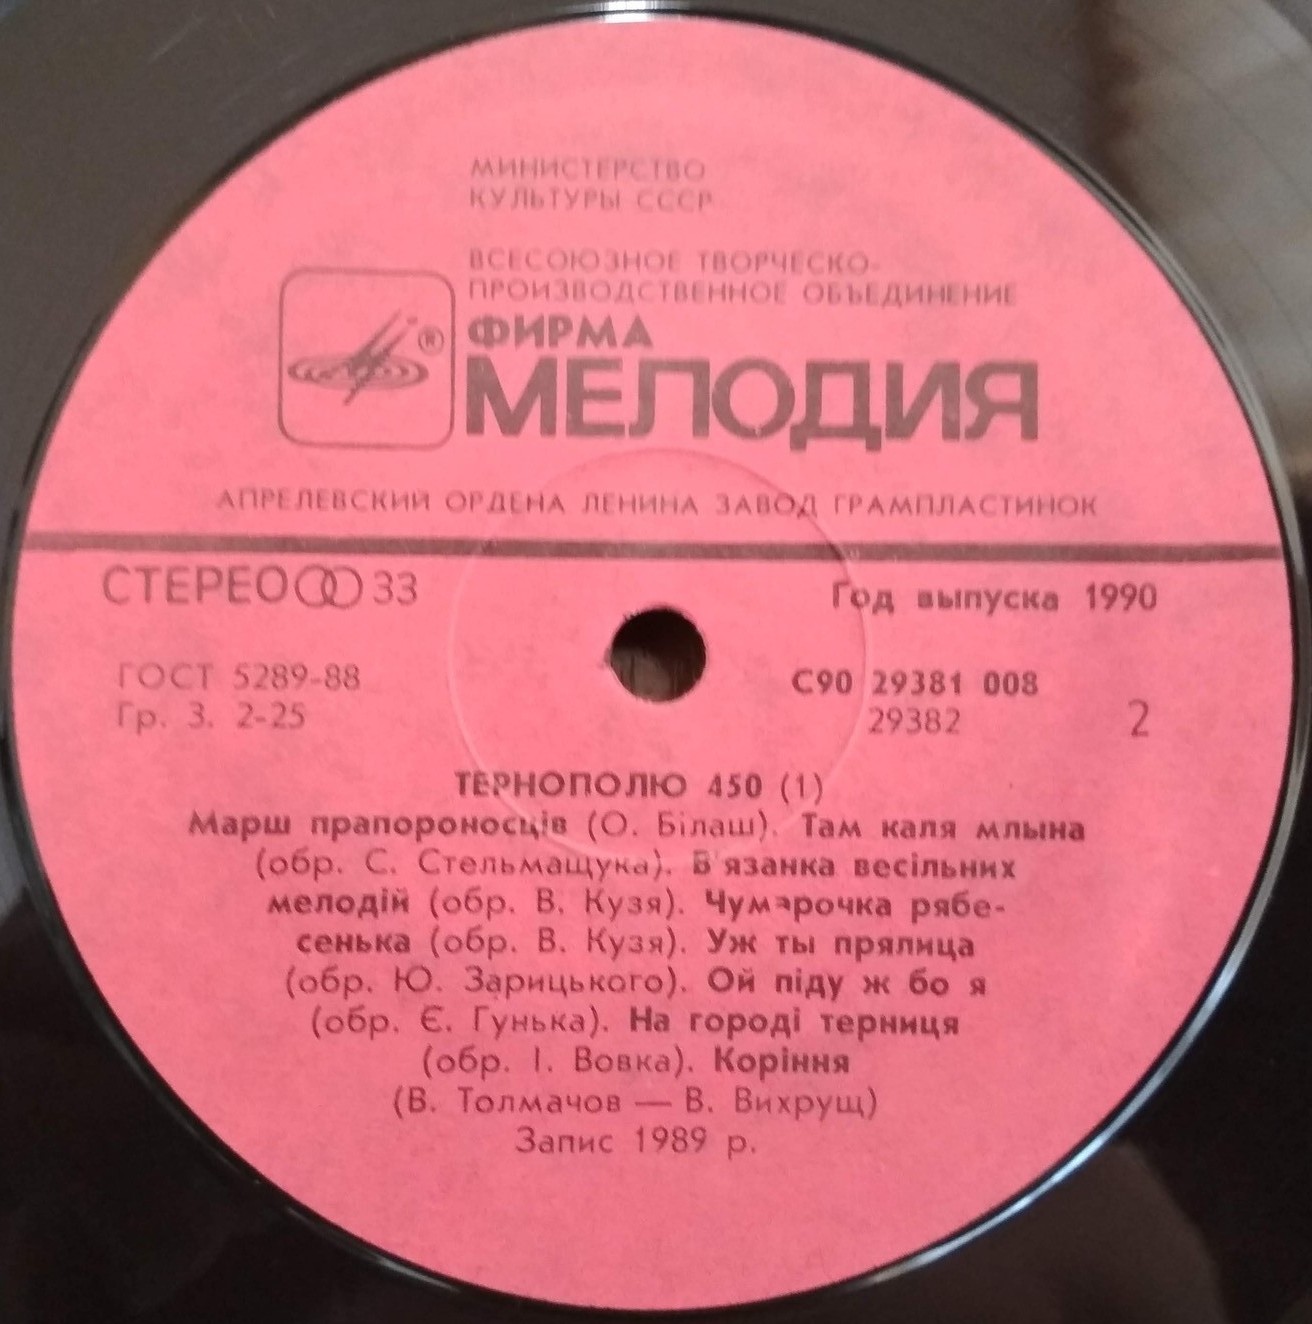 МИНИСТЕРСТВО
КУЛЬТУРЫ СССР
ВСЕСОЮЗНОЕ ТВОРЧЕСКО-
ПРОИЗВОДСТВЕННОЕ ОБЪЕДИНЕНИЕ
ФИРМА
®
МЕЛОДИЯ
АПРЕЛЕВСКИЙ ОРДЕНА ЛЕНИНА ЗАВОД ГРАМПЛАСТИНОК
СТЕРЕО 33
Год выпуска 1990
ГОСТ 5289-88
Гр. 3. 2-25
С90 29381 008
29382
2
ТЕРНОПОЛЮ 450 (1)
Марш прапороносців (О. Білаш). Там каля млына
(обр. С. Стельмащука). В'язанка весільних
мелодій (обр. В. Кузя). Чумарочка рябе-
сенька (обр. В. Кузя). Уж ты прялица
(обр. Ю. Зарицького). Ой піду ж бо я
(обр. Є. Гунька). На городі терниця
(обр. І. Вовка). Коріння
(В. Толмачов — В. Вихрущ)
Запис 1989 р.